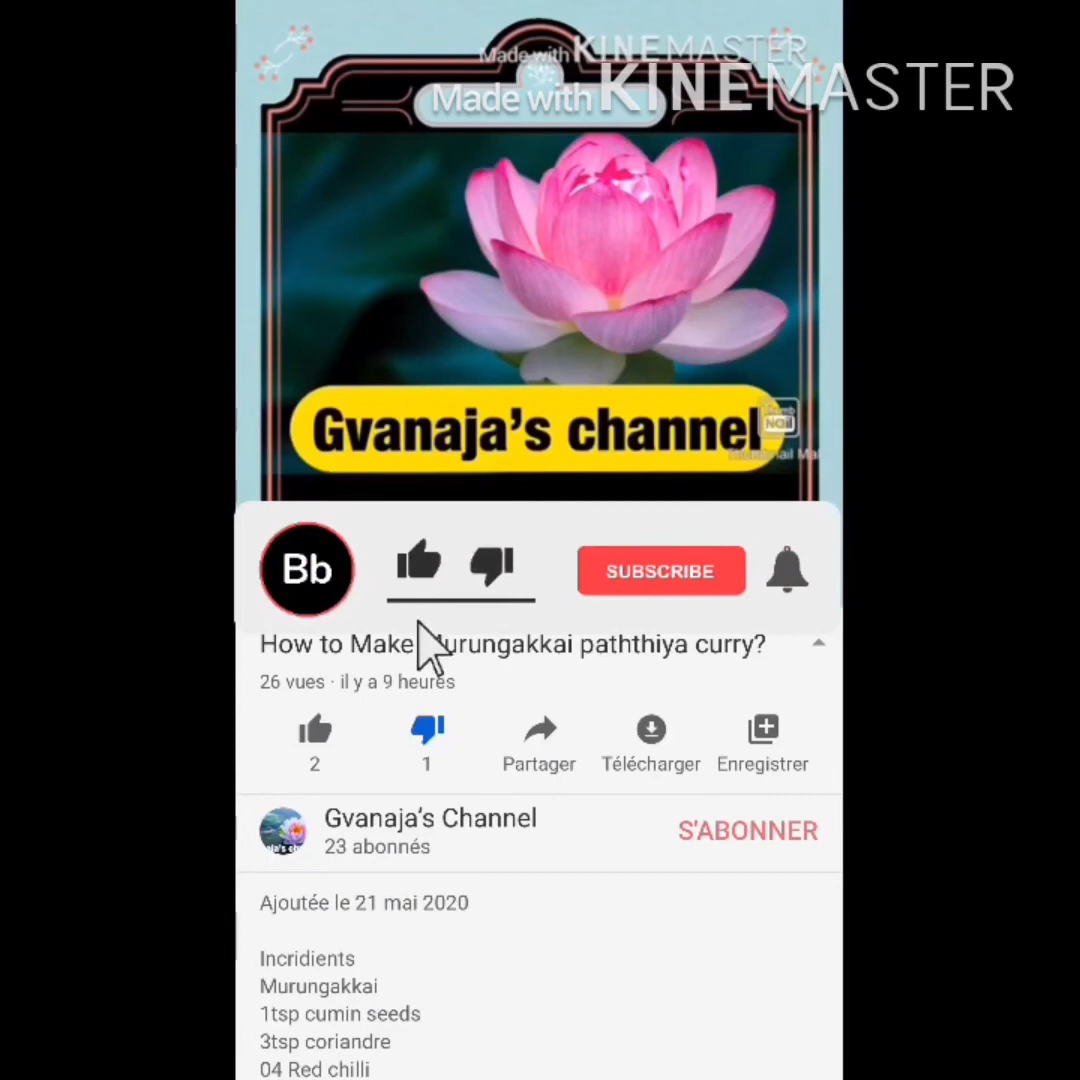 Made with KINEMASTER
Made with KINEMASTER
Gvanaja's channel
NAil
Bb
SUBSCRIBE
How to Make Murungakkai paththiya curry?
26 vues · il y a 9 heures
2
1
Partager
Télécharger
Enregistrer
Gvanaja's Channel
23 abonnés
S'ABONNER
Ajoutée le 21 mai 2020
Incridients
Murungakkai
1tsp cumin seeds
3tsp coriandre
04 Red chilli